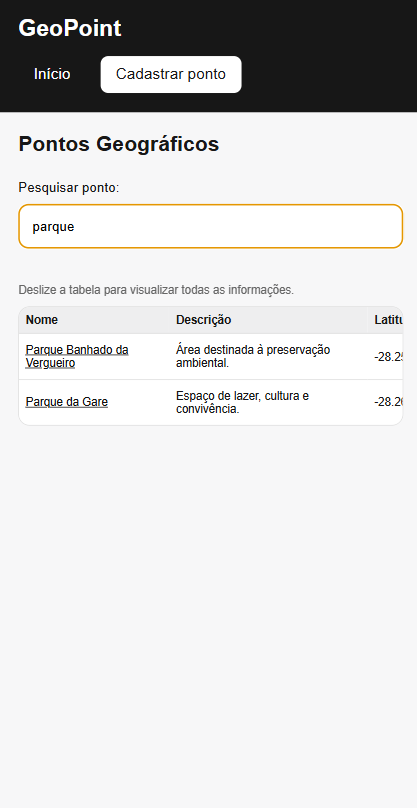 GeoPoint
Início
Cadastrar ponto
Pontos Geográficos
Pesquisar ponto:
parque
Deslize a tabela para visualizar todas as informações.
Nome Descrição
Parque Banhado da Vergueiro
Área destinada à preservação ambiental.
Parque da Gare
Espaço de lazer, cultura e convivência.